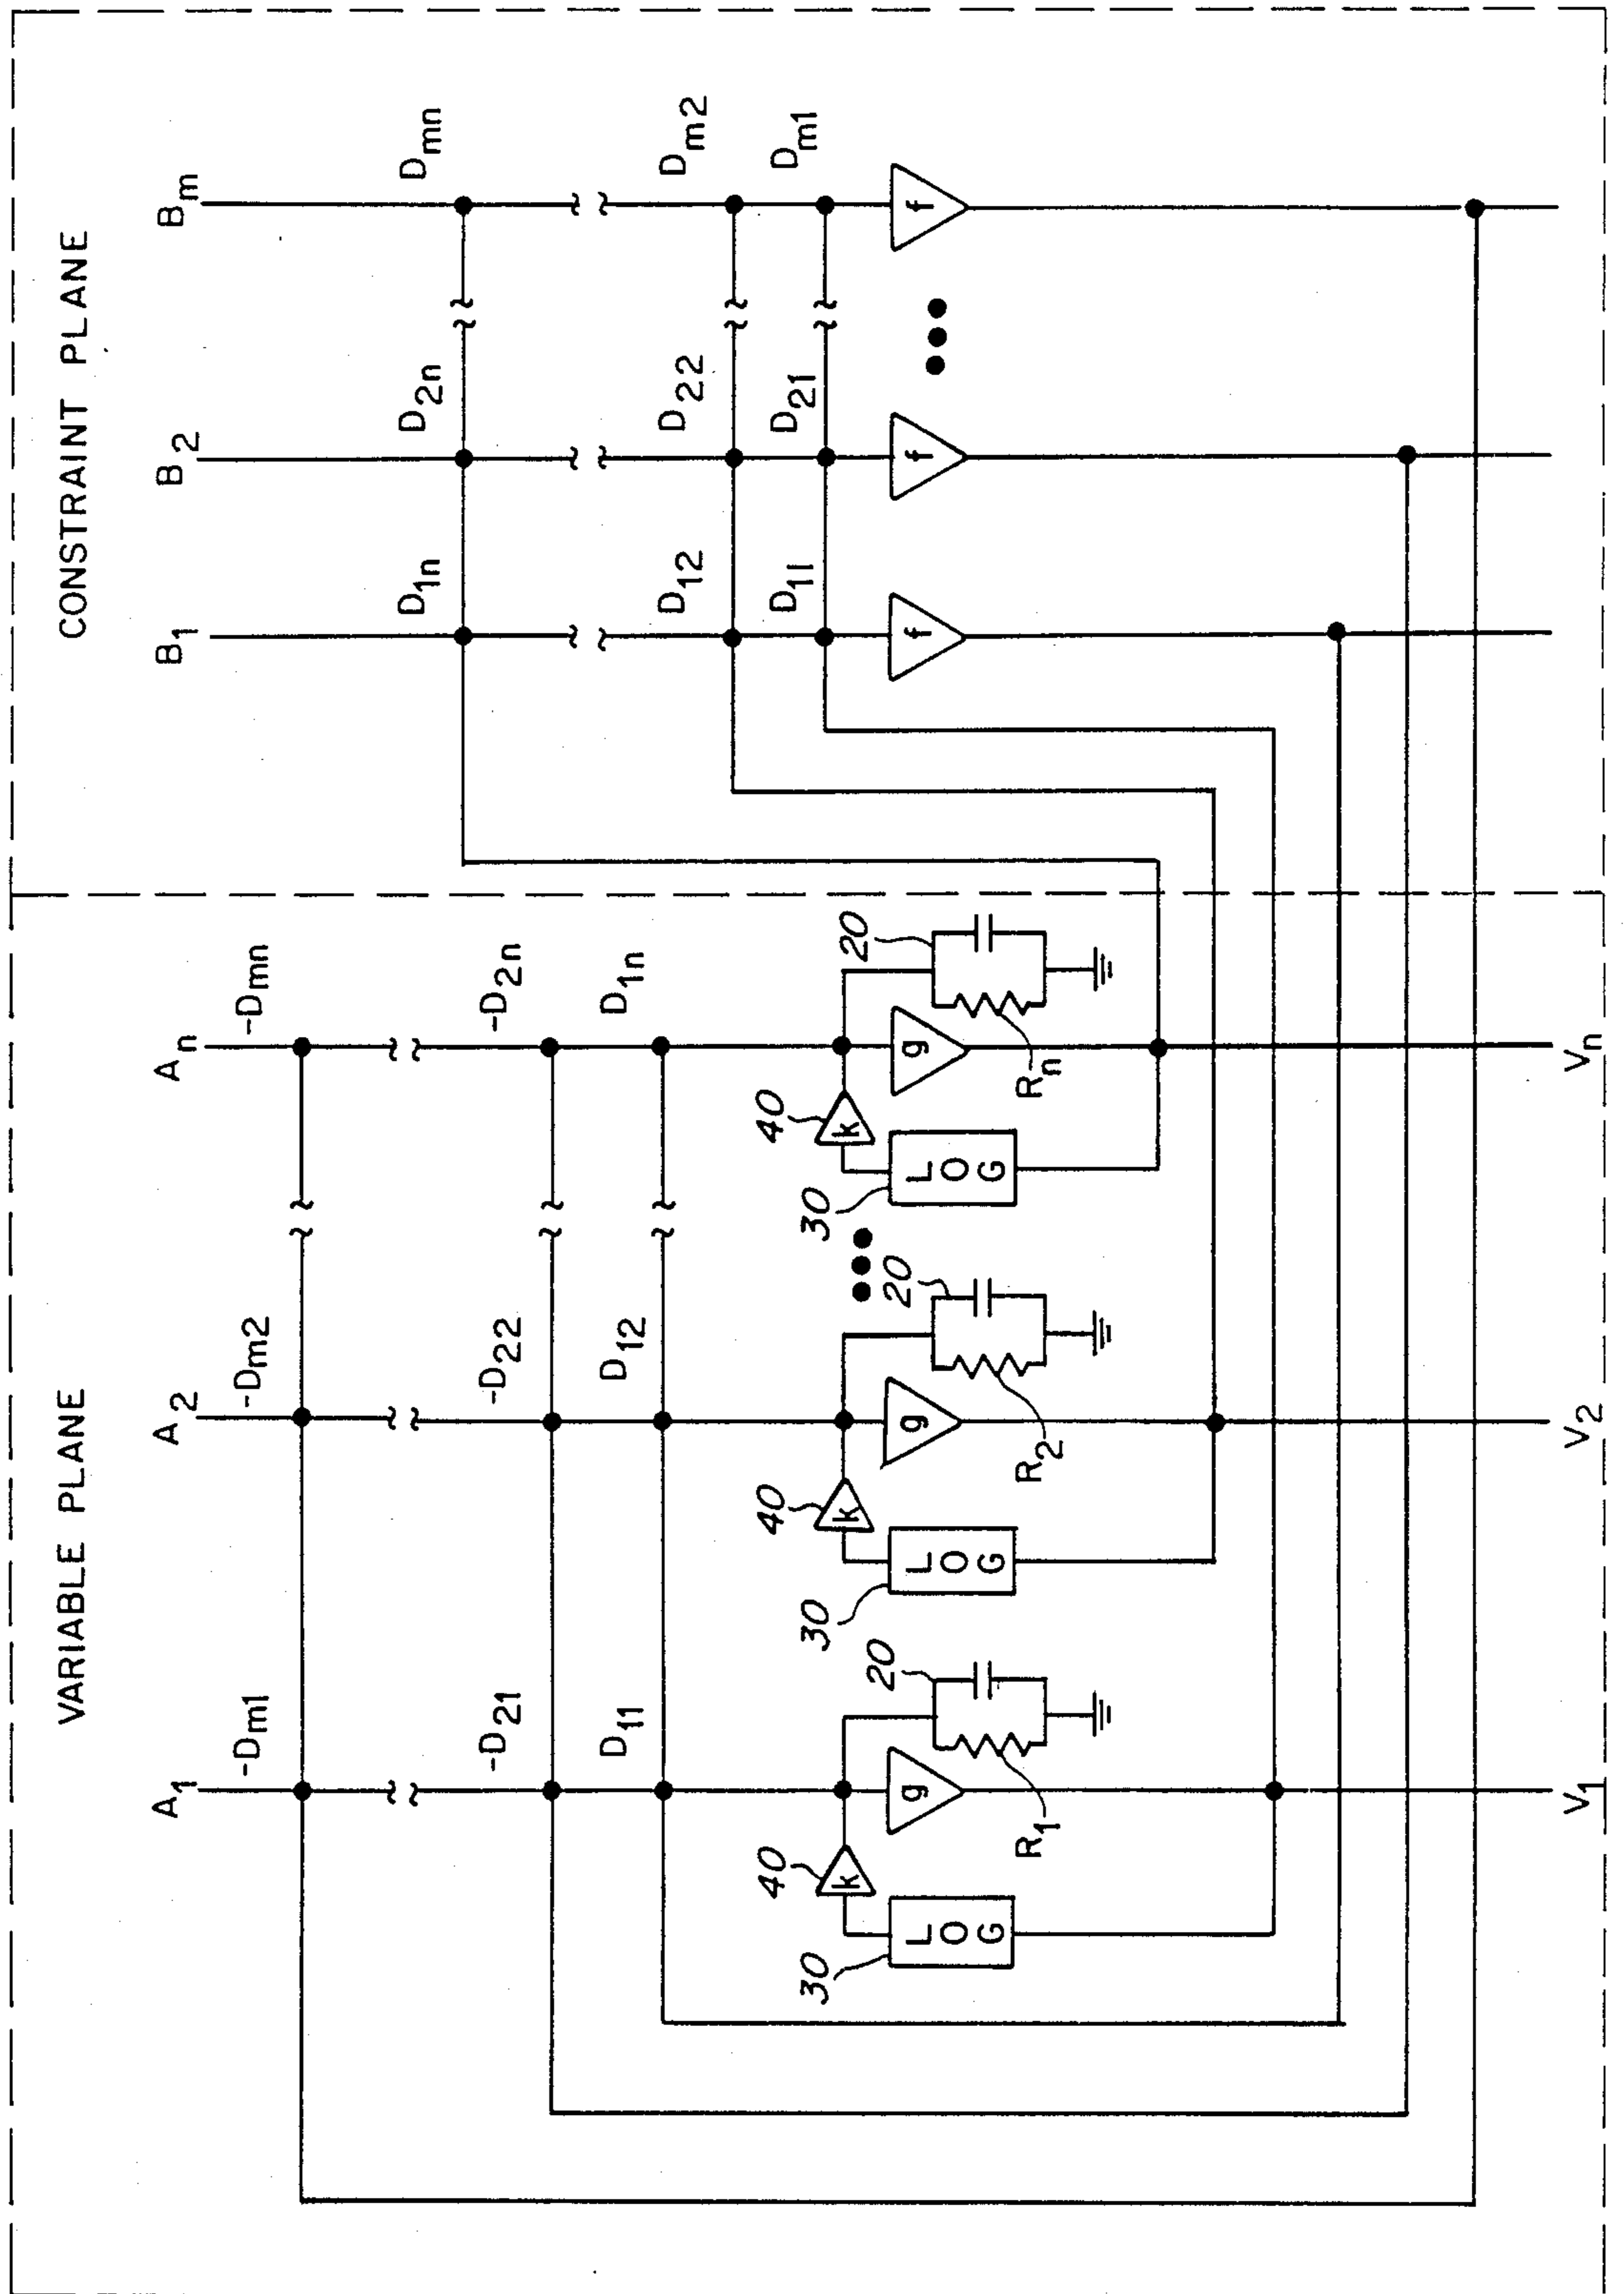 VARIABLE PLANE
CONSTRAINT PLANE
A1 A2 An B1 B2 Bm
-Dm1 -Dm2 -Dmn
D1n D2n Dmn
-D21 -D22 -D2n
D11 D12 D1n
D12 D22 Dm2
D11 D21 Dm1
40 40 40
k k k
30 30 30
LOG LOG LOG
g g g
20 20 20
R1 R2 Rn
f f f
V1 V2 Vn